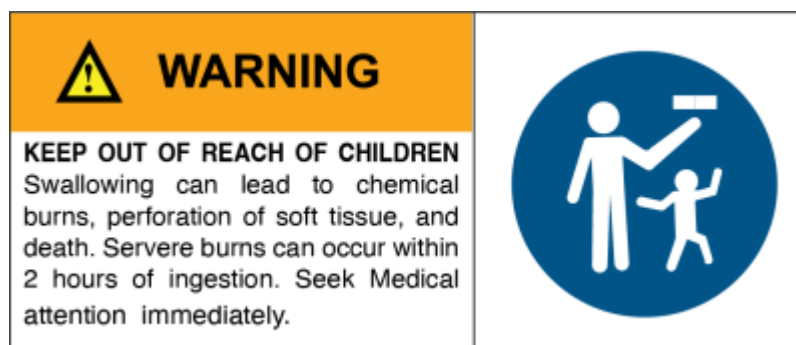 WARNING
KEEP OUT OF REACH OF CHILDREN
Swallowing can lead to chemical
burns, perforation of soft tissue, and
death. Servere burns can occur within
2 hours of ingestion. Seek Medical
attention immediately.